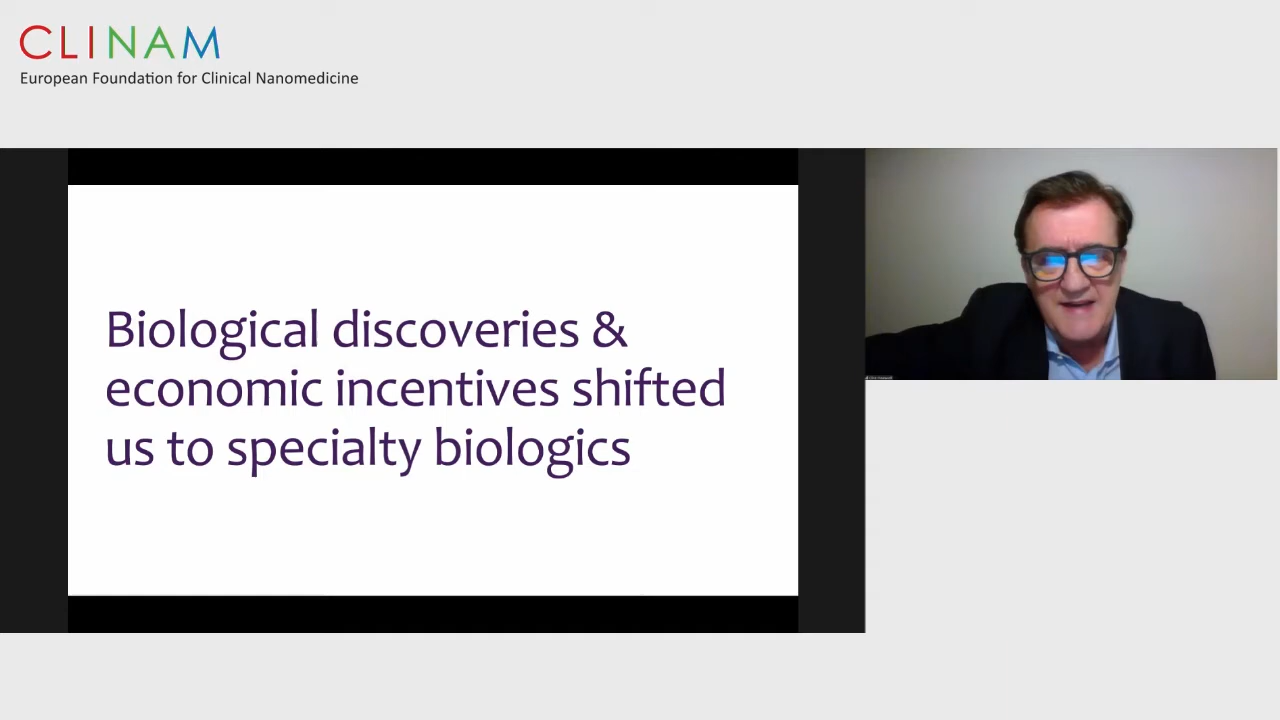 CLINAM
European Foundation for Clinical Nanomedicine
Biological discoveries &
economic incentives shifted
us to specialty biologics